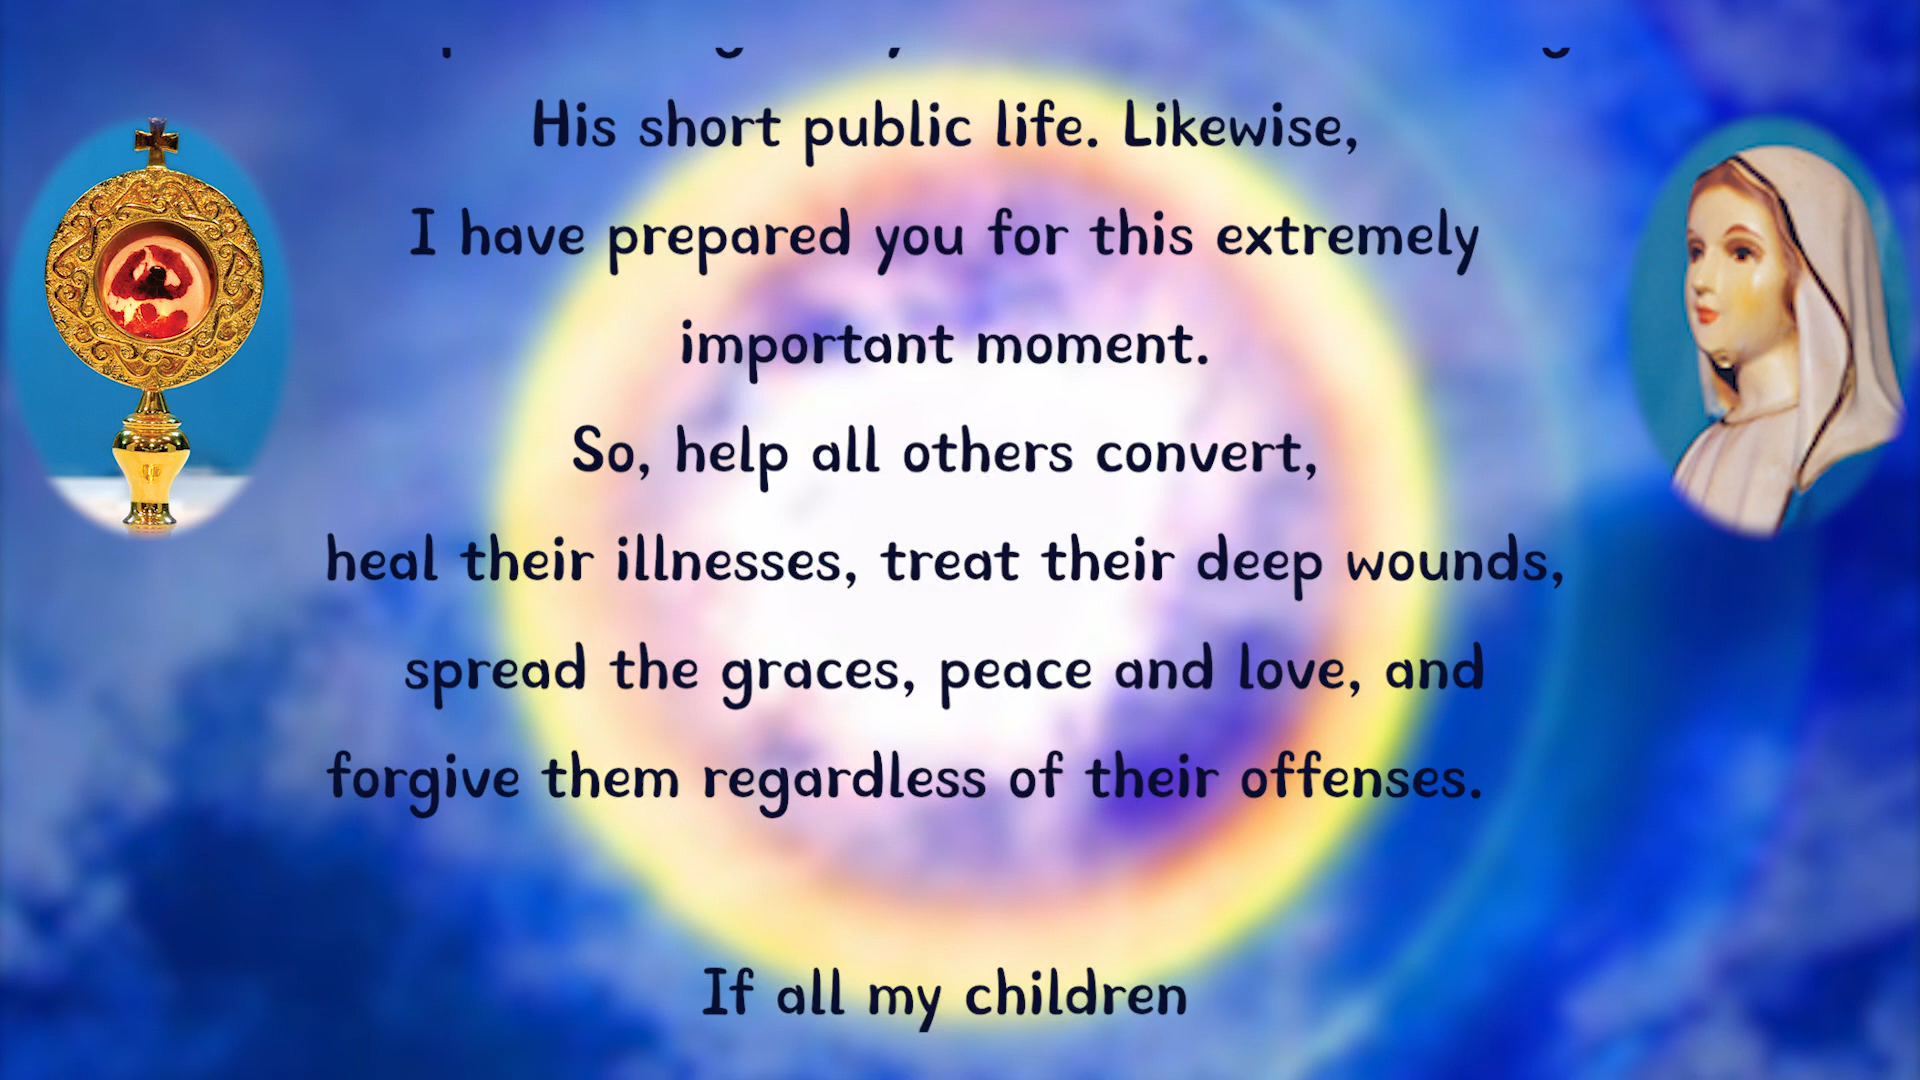 His short public life. Likewise,
I have prepared you for this extremely
important moment.
So, help all others convert,
heal their illnesses, treat their deep wounds,
spread the graces, peace and love, and
forgive them regardless of their offenses.
If all my children